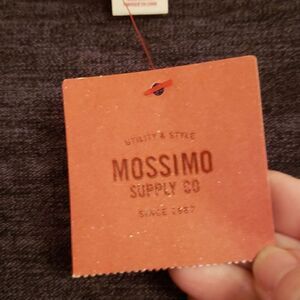 UTILITY & STYLE
MOSSIMO
SUPPLY CO
SINCE 1987